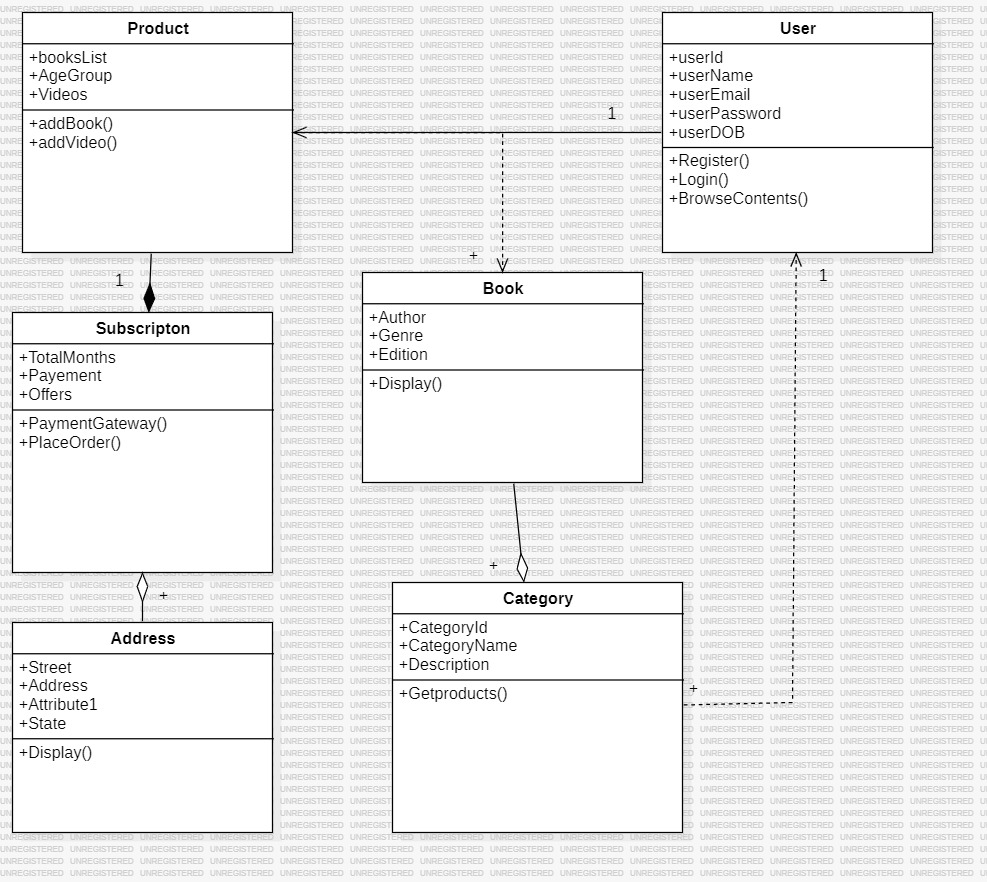 Product
+booksList
+AgeGroup
+Videos
+addBook()
+addVideo()
User
+userId
+userName
+userEmail
+userPassword
+userDOB
+Register()
+Login()
+BrowseContents()
1
+
1
1
Book
+Author
+Genre
+Edition
+Display()
Subscripton
+TotalMonths
+Payement
+Offers
+PaymentGateway()
+PlaceOrder()
+
+
Address
+Street
+Address
+Attribute1
+State
+Display()
Category
+CategoryId
+CategoryName
+Description
+Getproducts()
+
UNREGISTERED